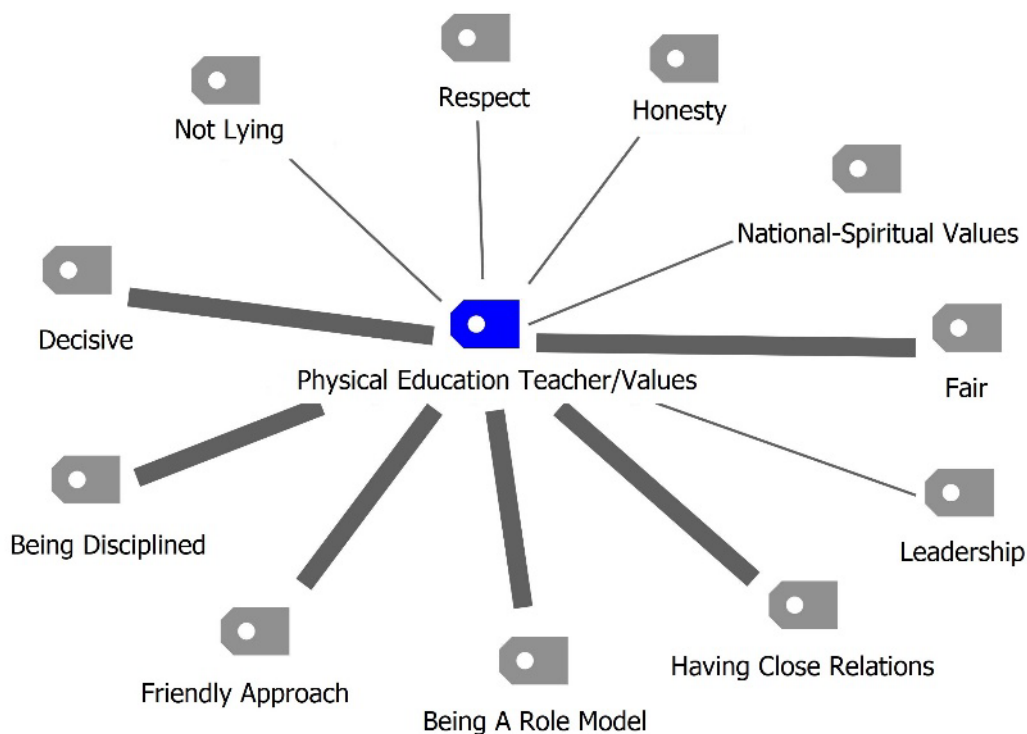 Respect
Honesty
Not Lying
National-Spiritual Values
Decisive
Physical Education Teacher/Values
Fair
Being Disciplined
Leadership
Friendly Approach
Having Close Relations
Being A Role Model